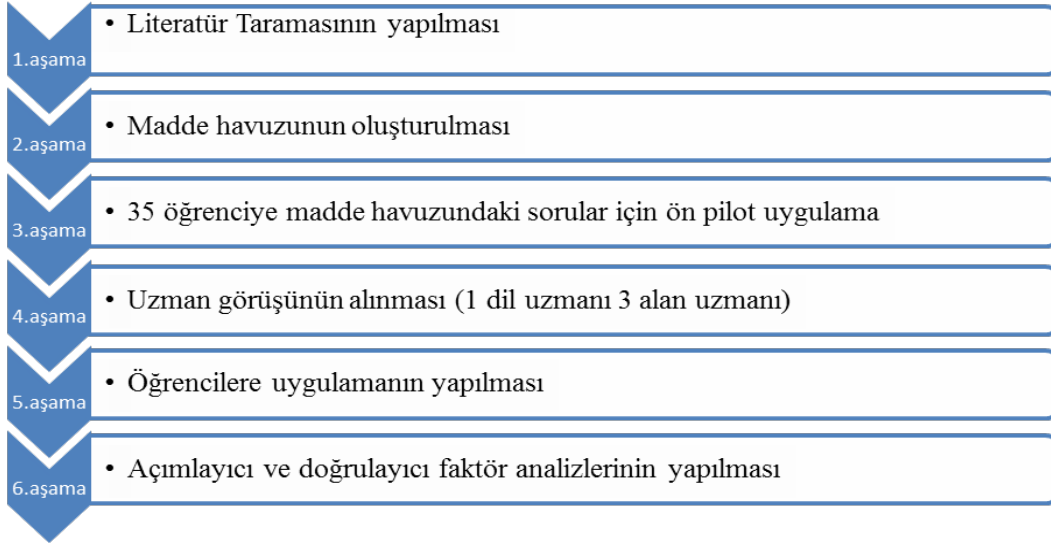 1.aşama
• Literatür Taramasının yapılması
2.aşama
• Madde havuzunun oluşturulması
3.aşama
• 35 öğrenciye madde havuzundaki sorular için ön pilot uygulama
4.aşama
• Uzman görüşünün alınması (1 dil uzmanı 3 alan uzmanı)
5.aşama
• Öğrencilere uygulamanın yapılması
6.aşama
• Açımlayıcı ve doğrulayıcı faktör analizlerinin yapılması